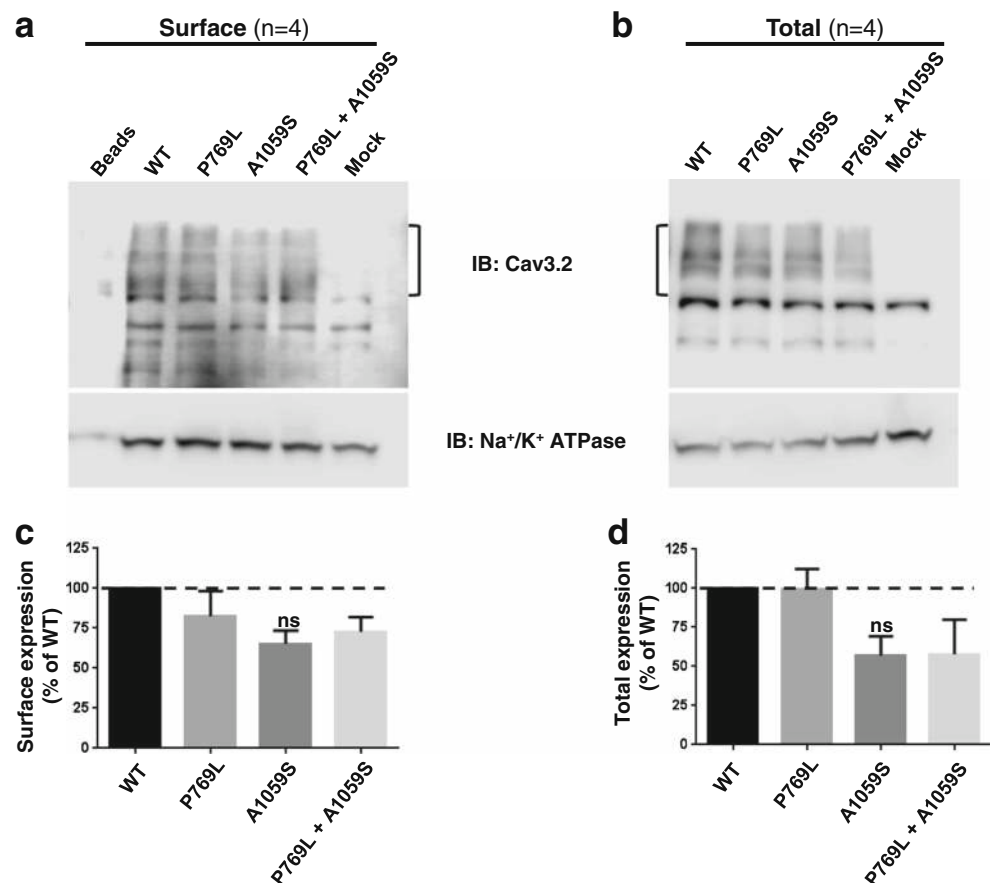 a
Surface (n=4)
Beads
WT
P769L
A1059S
P769L + A1059S
Mock
b
Total (n=4)
WT
P769L
A1059S
P769L + A1059S
Mock
IB: Cav3.2
IB: Na⁺/K⁺ ATPase
c
Surface expression
(% of WT)
125
100
75
50
25
0
ns
WT
P769L
A1059S
P769L + A1059S
d
Total expression
(% of WT)
125
100
75
50
25
0
ns
WT
P769L
A1059S
P769L + A1059S